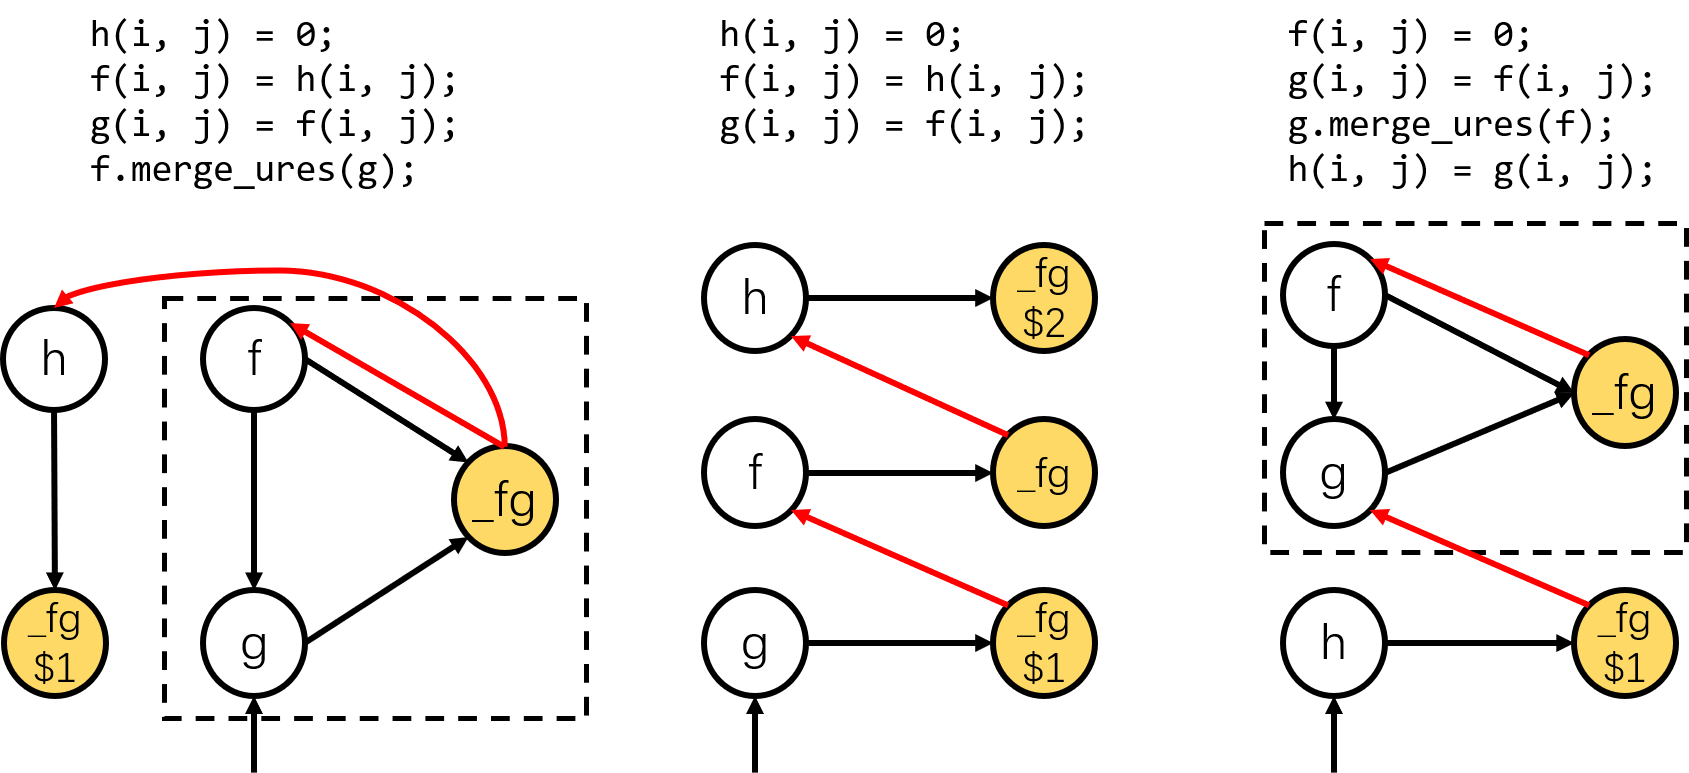 h(i, j) = 0;
f(i, j) = h(i, j);
g(i, j) = f(i, j);
f.merge_ures(g);
h
f
_fg
g
_fg
$1
h(i, j) = 0;
f(i, j) = h(i, j);
g(i, j) = f(i, j);
h
_fg
$2
f
_fg
g
_fg
$1
f(i, j) = 0;
g(i, j) = f(i, j);
g.merge_ures(f);
h(i, j) = g(i, j);
f
_fg
g
h
_fg
$1